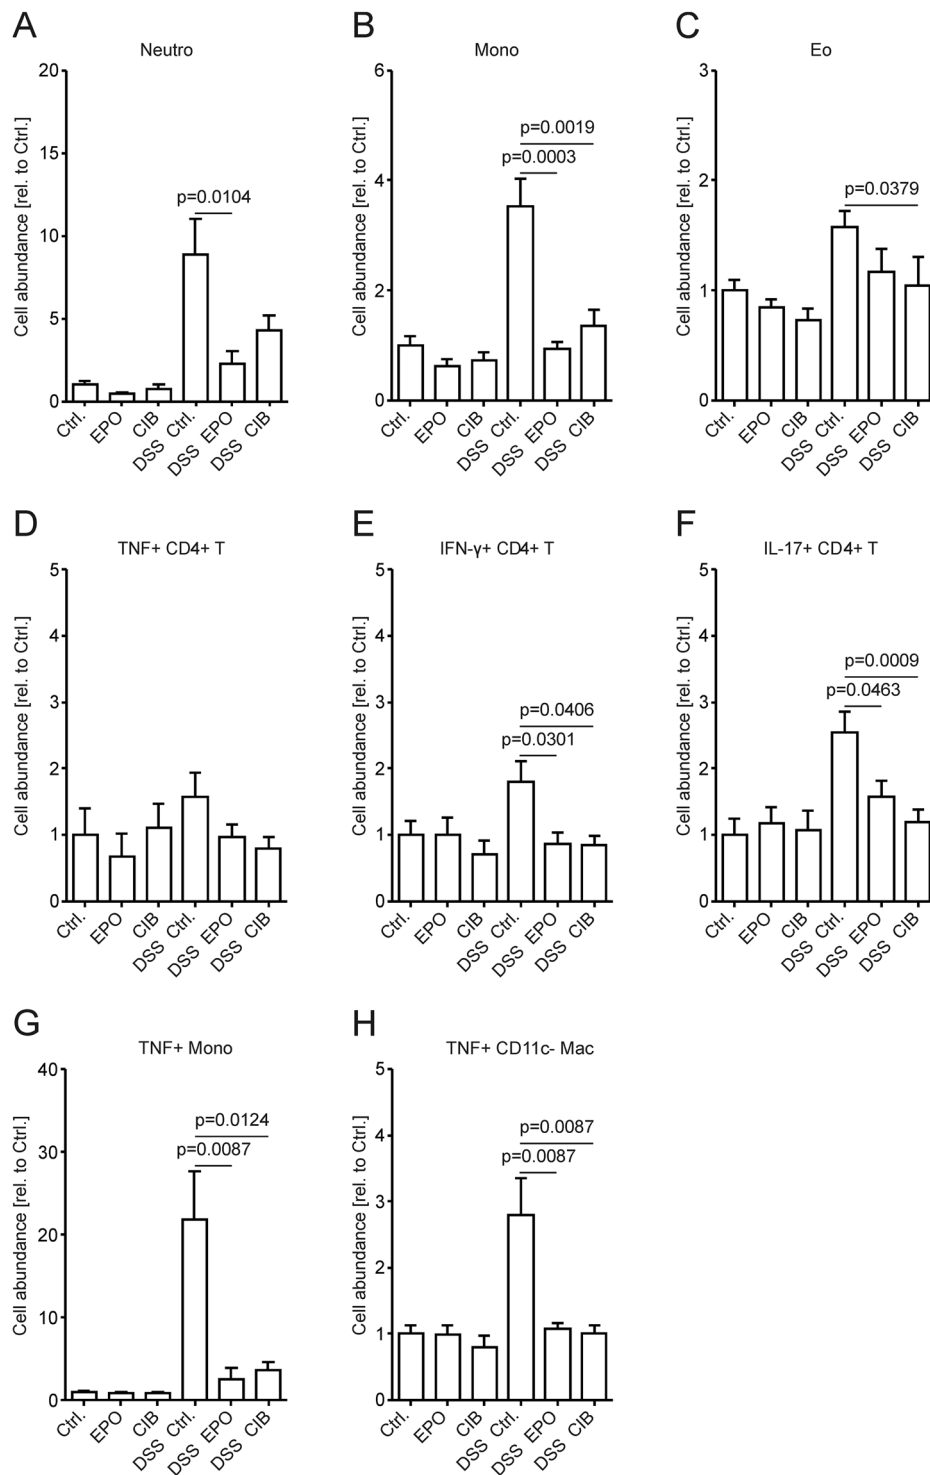 A
Neutro
Cell abundance [rel. to Ctrl.]
20
15
10
5
0
p=0.0104
Ctrl.
EPO
CIB
DSS Ctrl.
DSS EPO
DSS CIB
B
Mono
Cell abundance [rel. to Ctrl.]
6
4
2
0
p=0.0019
p=0.0003
Ctrl.
EPO
CIB
DSS Ctrl.
DSS EPO
DSS CIB
C
Eo
Cell abundance [rel. to Ctrl.]
3
2
1
0
p=0.0379
Ctrl.
EPO
CIB
DSS Ctrl.
DSS EPO
DSS CIB
D
TNF+ CD4+ T
Cell abundance [rel. to Ctrl.]
5
4
3
2
1
0
Ctrl.
EPO
CIB
DSS Ctrl.
DSS EPO
DSS CIB
E
IFN-γ+ CD4+ T
Cell abundance [rel. to Ctrl.]
5
4
3
2
1
0
p=0.0406
p=0.0301
Ctrl.
EPO
CIB
DSS Ctrl.
DSS EPO
DSS CIB
F
IL-17+ CD4+ T
Cell abundance [rel. to Ctrl.]
5
4
3
2
1
0
p=0.0009
p=0.0463
Ctrl.
EPO
CIB
DSS Ctrl.
DSS EPO
DSS CIB
G
TNF+ Mono
Cell abundance [rel. to Ctrl.]
40
30
20
10
0
p=0.0124
p=0.0087
Ctrl.
EPO
CIB
DSS Ctrl.
DSS EPO
DSS CIB
H
TNF+ CD11c- Mac
Cell abundance [rel. to Ctrl.]
5
4
3
2
1
0
p=0.0087
p=0.0087
Ctrl.
EPO
CIB
DSS Ctrl.
DSS EPO
DSS CIB